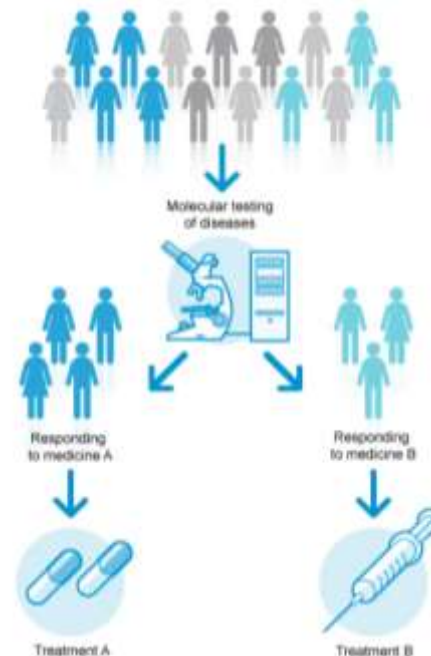 Molecular testing
of diseases
Responding
to medicine A
Responding
to medicine B
Treatment A
Treatment B